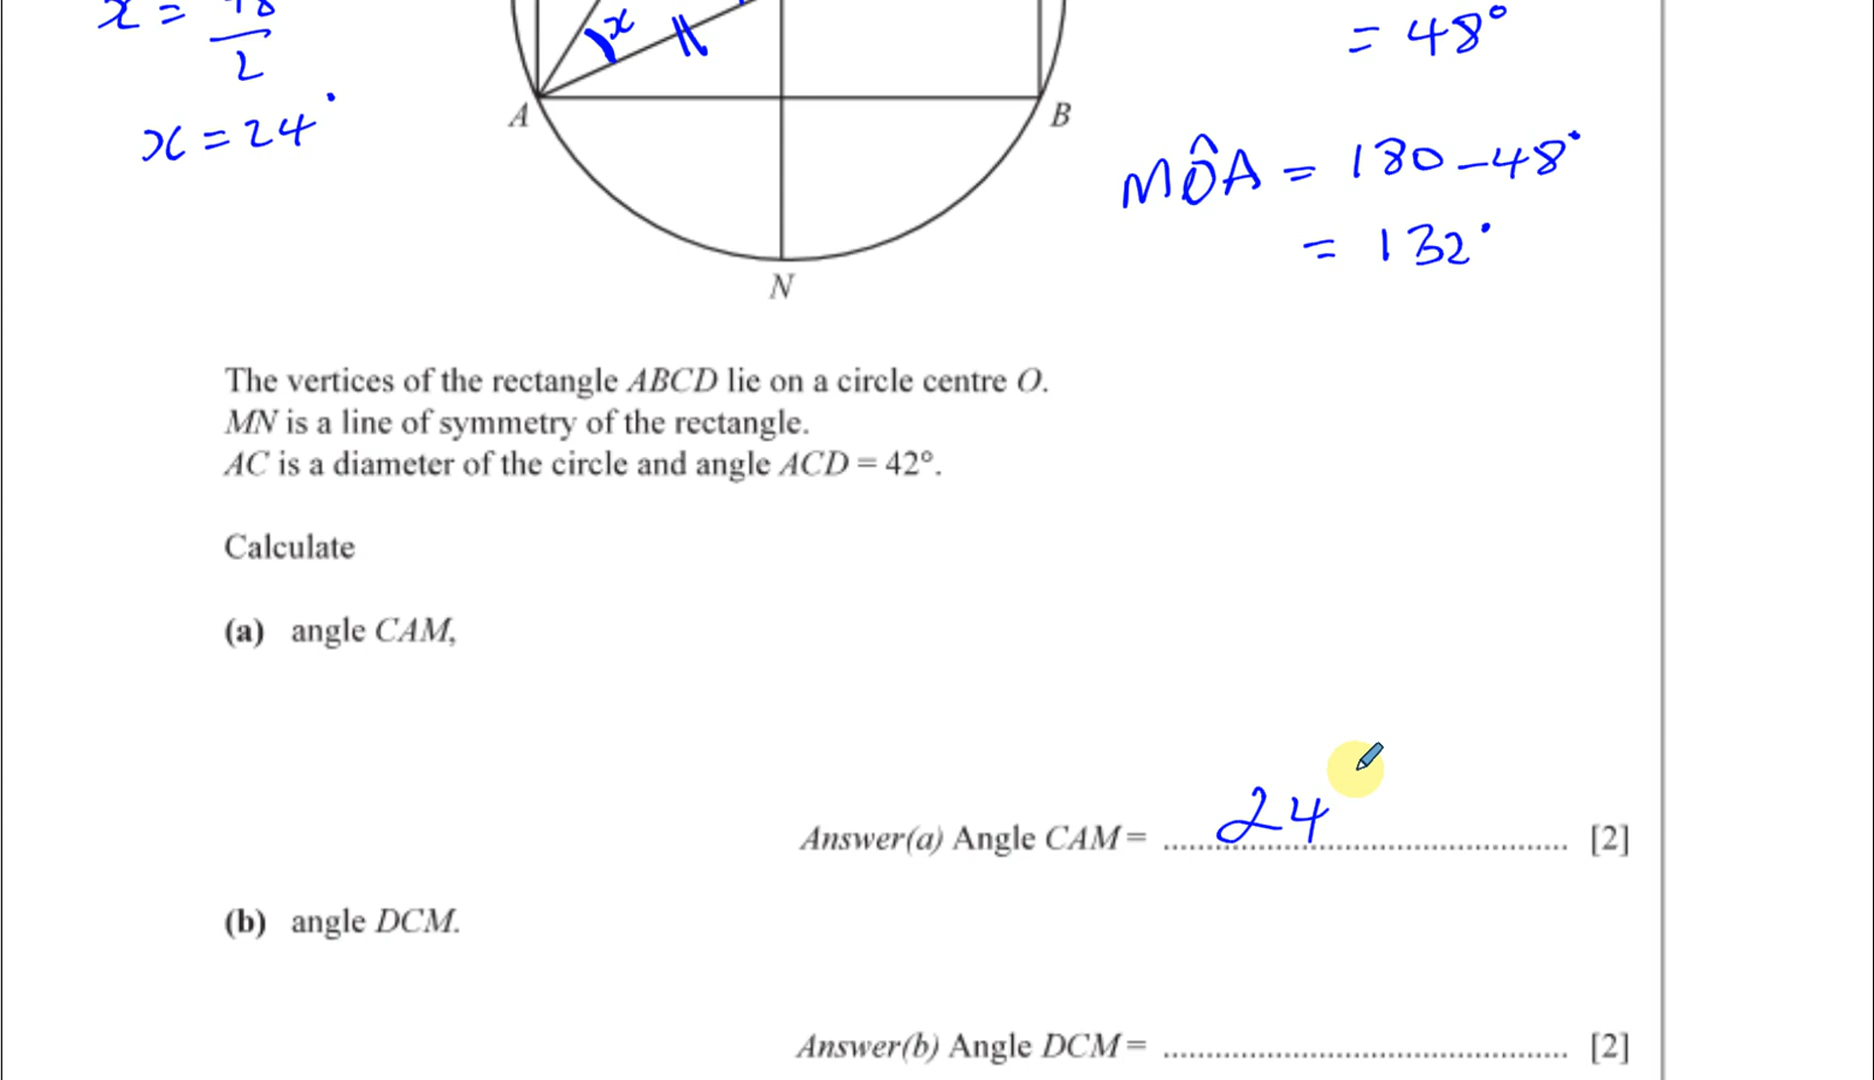 x = 48/2
= 48°
x
A
B
x = 24°
MÔA = 180 - 48°
= 132°
N
The vertices of the rectangle ABCD lie on a circle centre O.
MN is a line of symmetry of the rectangle.
AC is a diameter of the circle and angle ACD = 42°.
Calculate
(a) angle CAM,
24
Answer(a) Angle CAM = ................................................ [2]
(b) angle DCM.
Answer(b) Angle DCM = ................................................ [2]